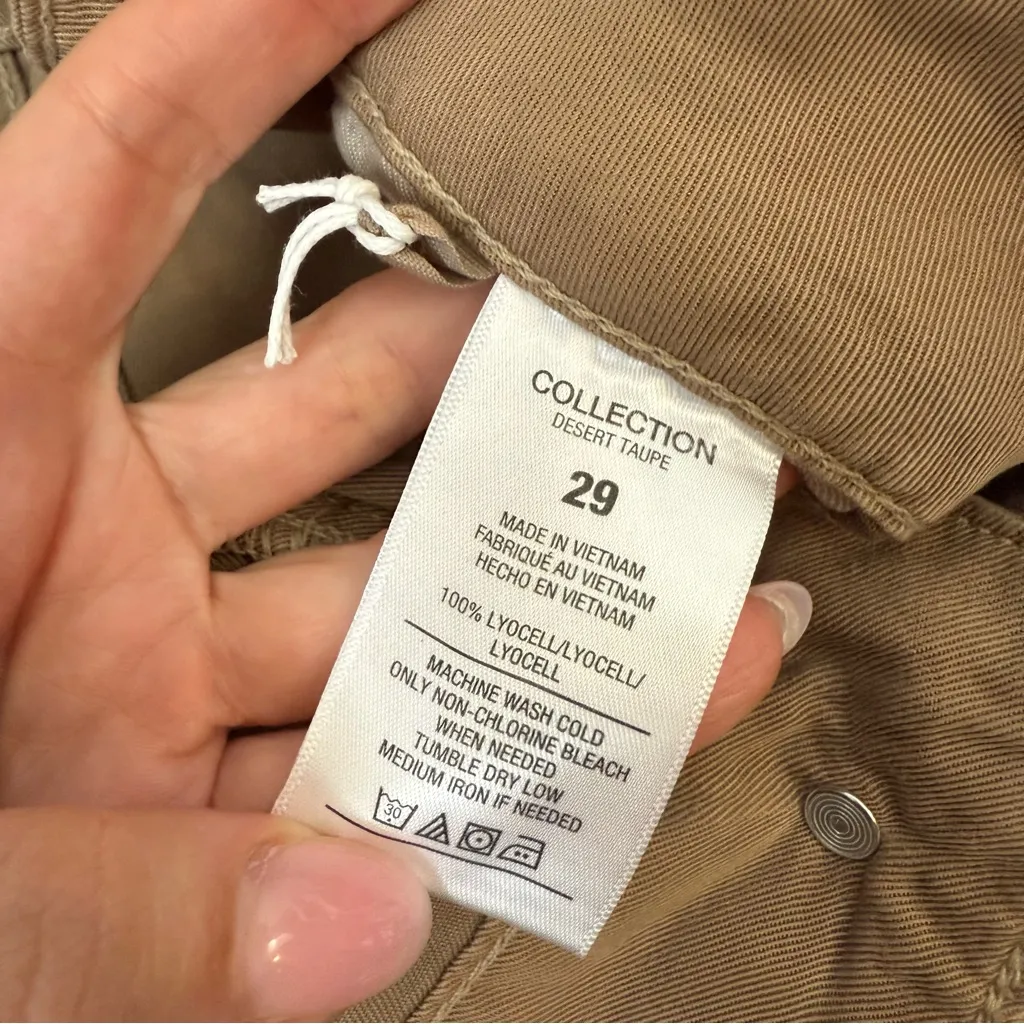 COLLECTION
DESERT TAUPE
29
MADE IN VIETNAM
FABRIQUÉ AU VIETNAM
HECHO EN VIETNAM
100% LYOCELL/LYOCELL/
LYOCELL
MACHINE WASH COLD
ONLY NON-CHLORINE BLEACH
WHEN NEEDED
TUMBLE DRY LOW
MEDIUM IRON IF NEEDED
30